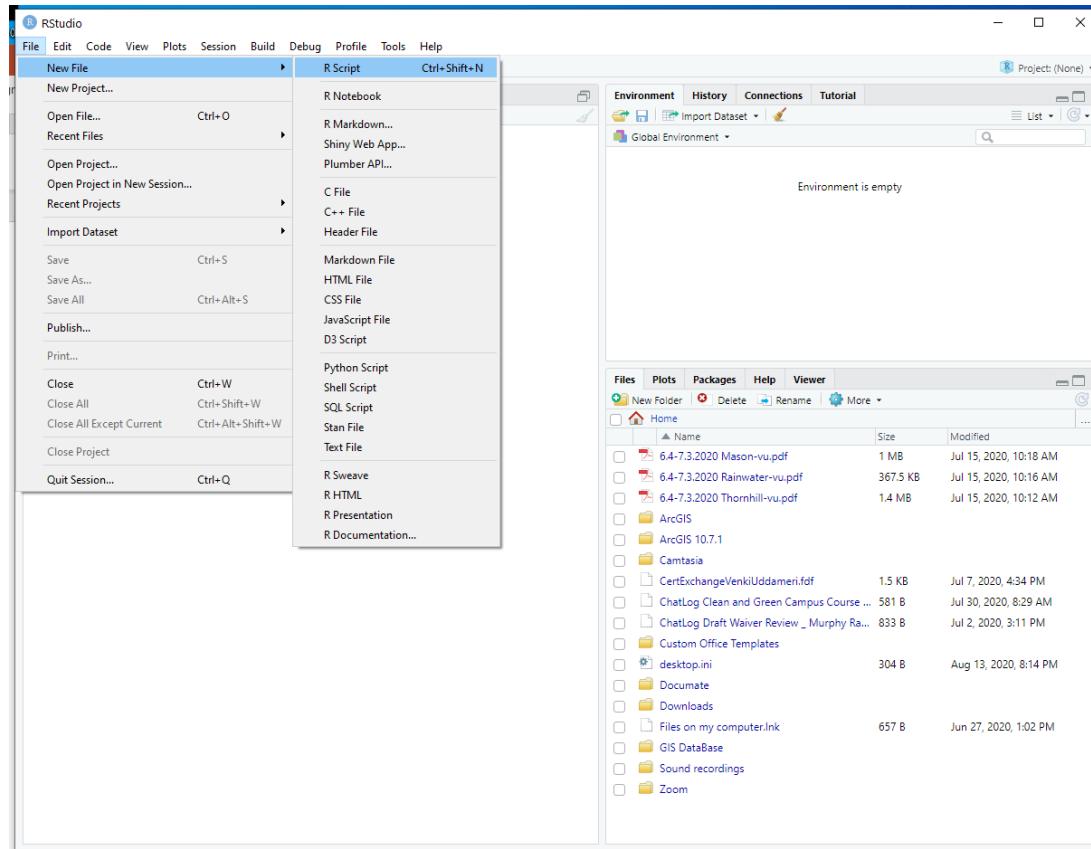 RStudio
File Edit Code View Plots Session Build Debug Profile Tools Help
New File
New Project...
Open File... Ctrl+O
Recent Files
Open Project...
Open Project in New Session...
Recent Projects
Import Dataset
Save Ctrl+S
Save As...
Save All Ctrl+Alt+S
Publish...
Print...
Close Ctrl+W
Close All Ctrl+Shift+W
Close All Except Current Ctrl+Alt+Shift+W
Close Project
Quit Session... Ctrl+Q
R Script Ctrl+Shift+N
R Notebook
R Markdown...
Shiny Web App...
Plumber API...
C File
C++ File
Header File
Markdown File
HTML File
CSS File
JavaScript File
D3 Script
Python Script
Shell Script
SQL Script
Stan File
Text File
R Sweave
R HTML
R Presentation
R Documentation...
Project: (None)
Environment History Connections Tutorial
Import Dataset List
Global Environment
Environment is empty
Files Plots Packages Help Viewer
New Folder Delete Rename More
Home ...
Name Size Modified
6.4-7.3.2020 Mason-vu.pdf 1 MB Jul 15, 2020, 10:18 AM
6.4-7.3.2020 Rainwater-vu.pdf 367.5 KB Jul 15, 2020, 10:16 AM
6.4-7.3.2020 Thornhill-vu.pdf 1.4 MB Jul 15, 2020, 10:12 AM
ArcGIS
ArcGIS 10.7.1
Camtasia
CertExchangeVenkiUddameri.fdf 1.5 KB Jul 7, 2020, 4:34 PM
ChatLog Clean and Green Campus Course ... 581 B Jul 30, 2020, 8:29 AM
ChatLog Draft Waiver Review _ Murphy Ra... 833 B Jul 2, 2020, 3:11 PM
Custom Office Templates
desktop.ini 304 B Aug 13, 2020, 8:14 PM
Documate
Downloads
Files on my computer.lnk 657 B Jun 27, 2020, 1:02 PM
GIS DataBase
Sound recordings
Zoom